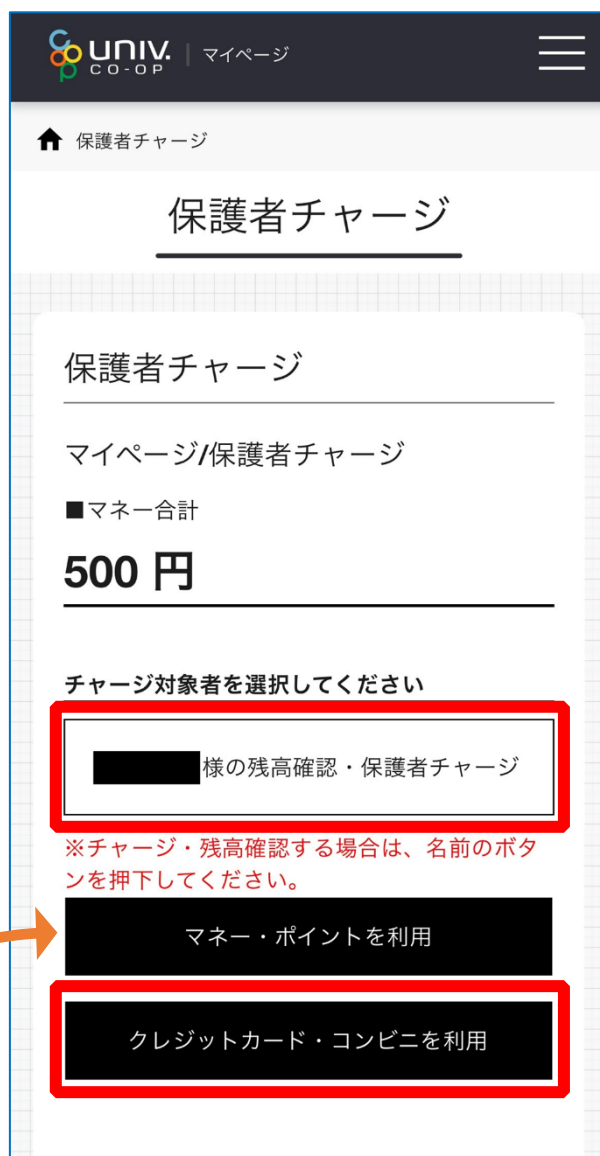 univ.
CO-OP
マイページ
保護者チャージ
保護者チャージ
保護者チャージ
マイページ/保護者チャージ
■マネー合計
500 円
チャージ対象者を選択してください
様の残高確認・保護者チャージ
※チャージ・残高確認する場合は、名前のボタ
ンを押下してください。
マネー・ポイントを利用
クレジットカード・コンビニを利用